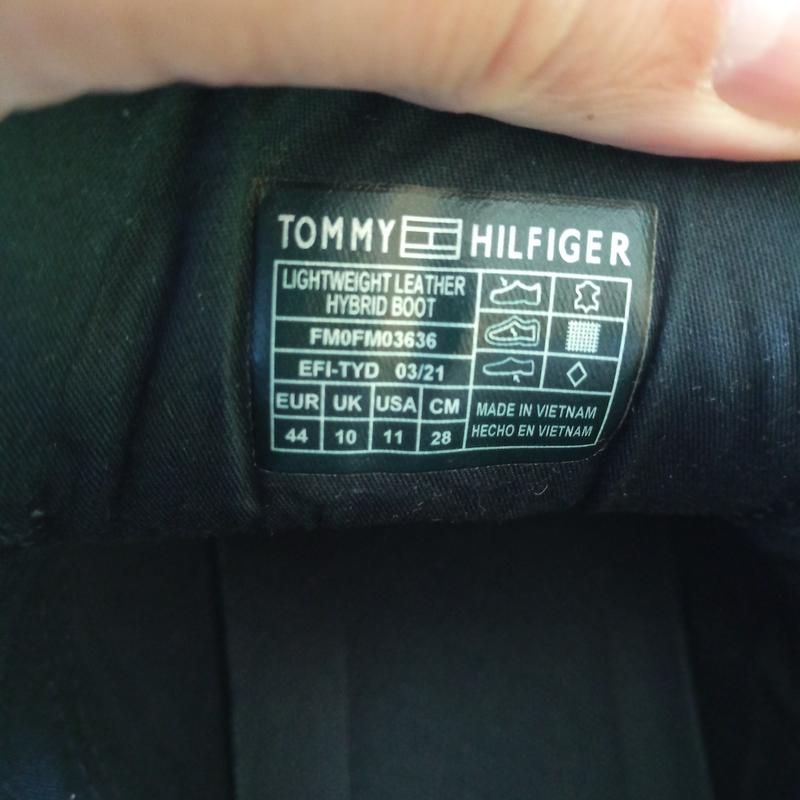 TOMMY HILFIGER
LIGHTWEIGHT LEATHER
HYBRID BOOT
FM0FM03636
EFI-TYD 03/21
EUR UK USA CM
44 10 11 28
MADE IN VIETNAM
HECHO EN VIETNAM